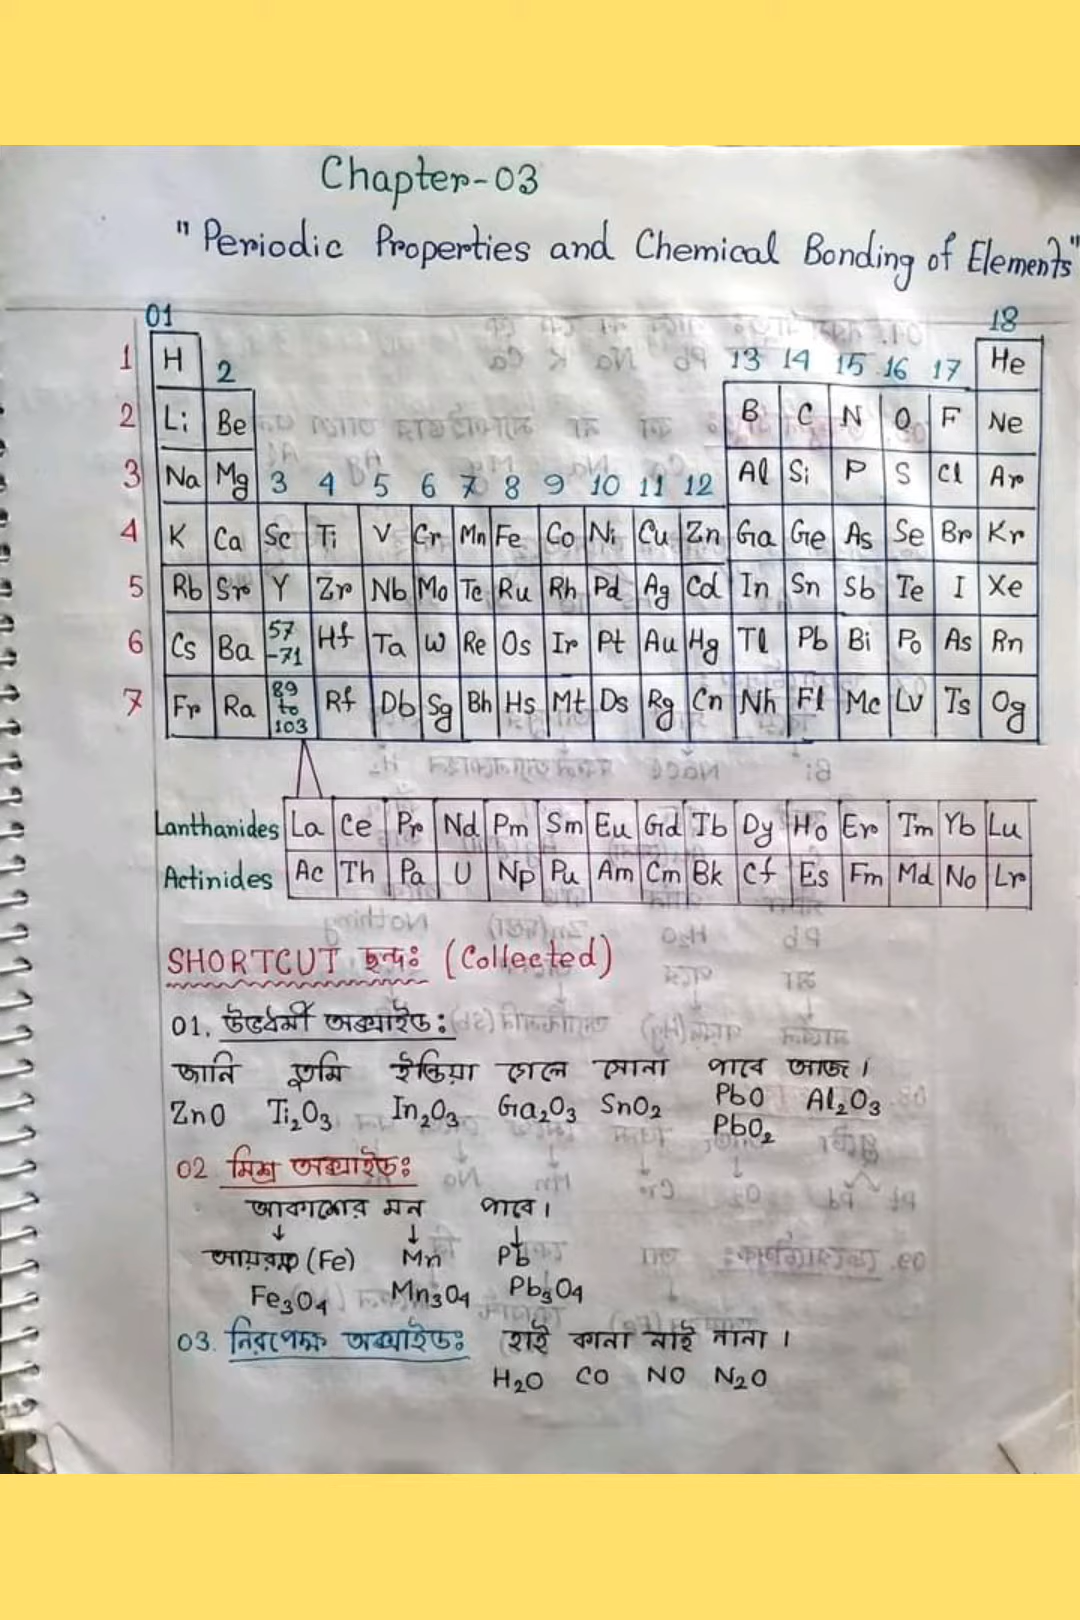 Chapter-03
"Periodic Properties and Chemical Bonding of Elements"
01 18
1 H 2 13 14 15 16 17 He
2 Li Be B C N O F Ne
3 Na Mg 3 4 5 6 7 8 9 10 11 12 Al Si P S Cl Ar
4 K Ca Sc Ti V Cr Mn Fe Co Ni Cu Zn Ga Ge As Se Br Kr
5 Rb Sr Y Zr Nb Mo Tc Ru Rh Pd Ag Cd In Sn Sb Te I Xe
6 Cs Ba 57-71 Hf Ta W Re Os Ir Pt Au Hg Tl Pb Bi Po As Rn
7 Fr Ra 89 to 103 Rf Db Sg Bh Hs Mt Ds Rg Cn Nh Fl Mc Lv Ts Og
Lanthanides La Ce Pr Nd Pm Sm Eu Gd Tb Dy Ho Er Tm Yb Lu
Actinides Ac Th Pa U Np Pu Am Cm Bk Cf Es Fm Md No Lr
SHORTCUT ছন্দঃ (Collected)
01. উভধর্মী অক্সাইড:
জানি তুমি ইন্ডিয়া গেলে সোনা পাবে আজ।
ZnO Ti₂O₃ In₂O₃ Ga₂O₃ SnO₂ PbO Al₂O₃
PbO₂
02 মিশ্র অক্সাইডঃ
আকাশের মন পাবে।
↓ ↓ ↓
আয়রন (Fe) Mn Pb
Fe₃O₄ Mn₃O₄ Pb₃O₄
03. নিরপেক্ষ অক্সাইডঃ হাই কানা নাই নানা।
H₂O CO NO N₂O